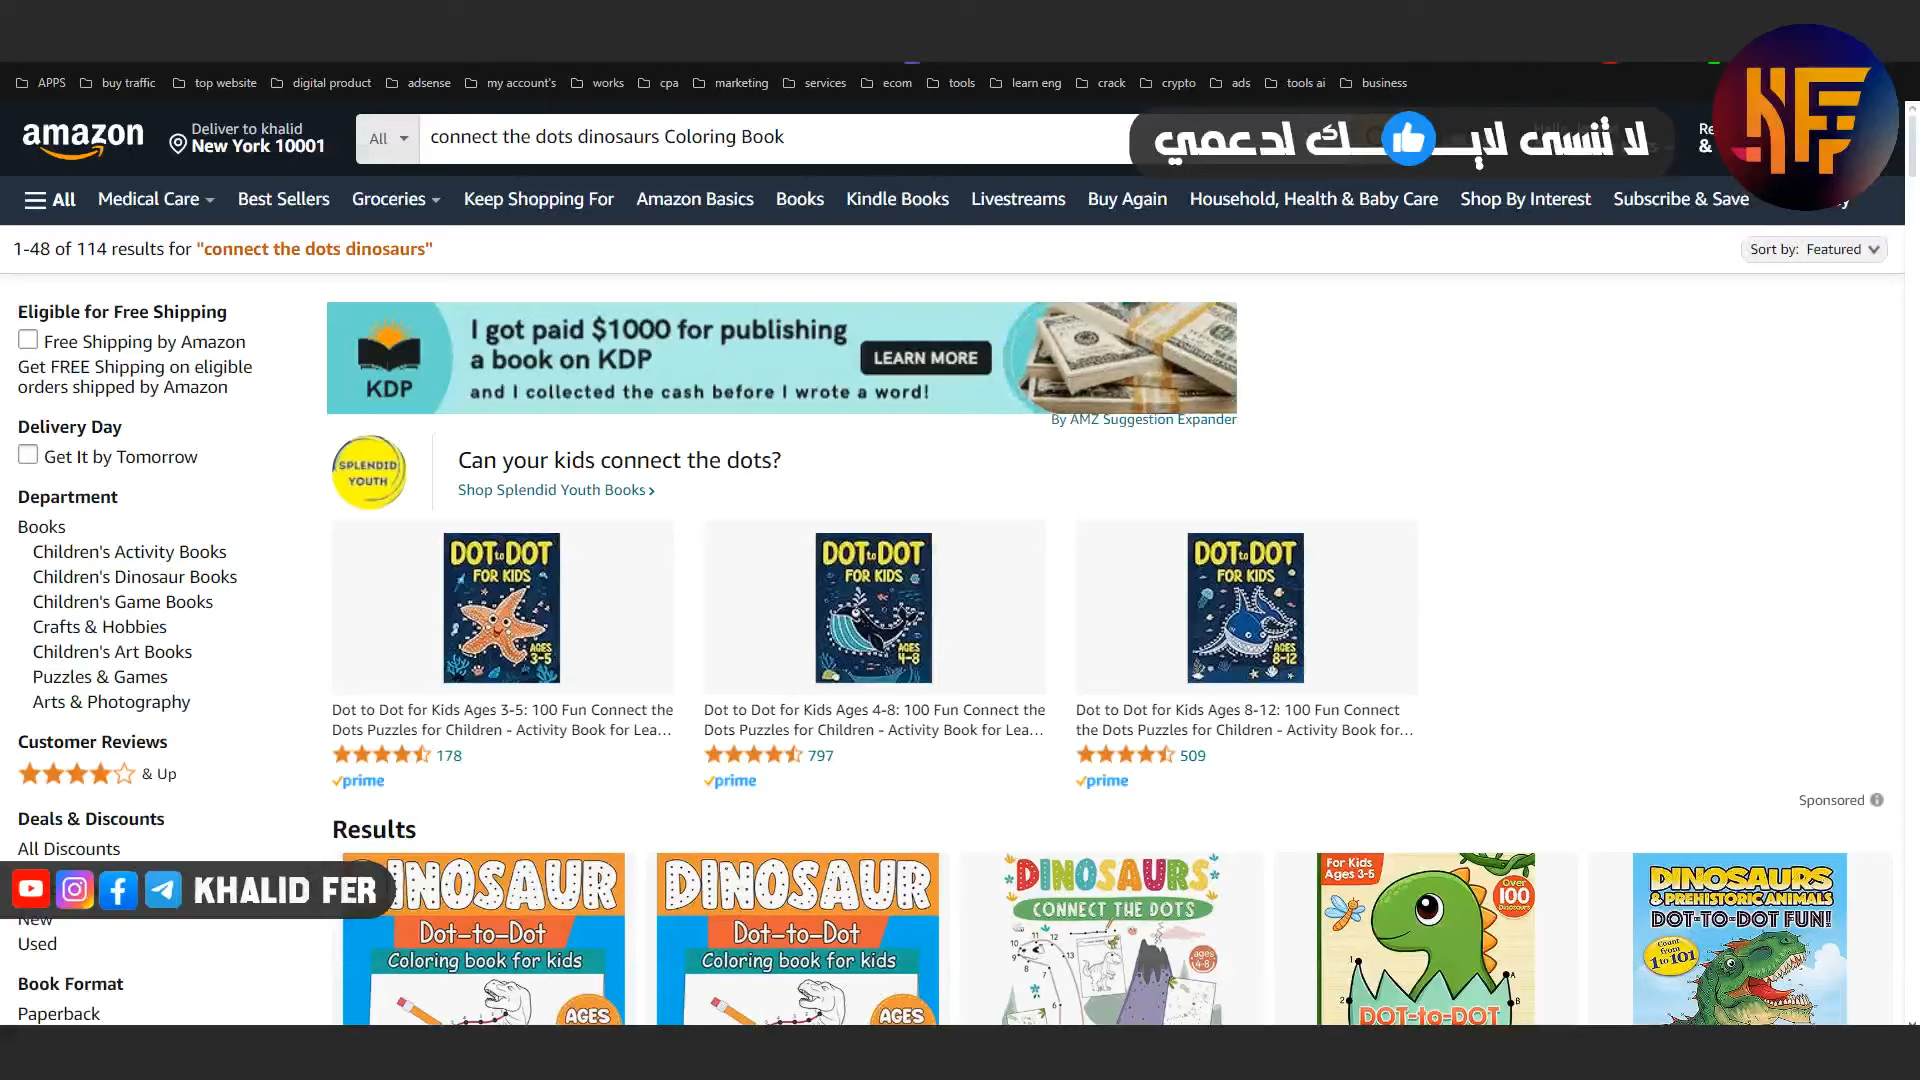 APPS buy traffic top website digital product adsense my account's works cpa marketing services ecom tools learn eng crack crypto ads tools ai business
amazon
Deliver to khalid
New York 10001
All
connect the dots dinosaurs Coloring Book
لا تنسى لايـــك لدعمي
KF
All Medical Care Best Sellers Groceries Keep Shopping For Amazon Basics Books Kindle Books Livestreams Buy Again Household, Health & Baby Care Shop By Interest Subscribe & Save
1-48 of 114 results for "connect the dots dinosaurs"
Sort by: Featured
Eligible for Free Shipping
Free Shipping by Amazon
Get FREE Shipping on eligible
orders shipped by Amazon
Delivery Day
Get It by Tomorrow
Department
Books
Children's Activity Books
Children's Dinosaur Books
Children's Game Books
Crafts & Hobbies
Children's Art Books
Puzzles & Games
Arts & Photography
Customer Reviews
& Up
Deals & Discounts
All Discounts
KHALID FER
New
Used
Book Format
Paperback
KDP
I got paid $1000 for publishing
a book on KDP
and I collected the cash before I wrote a word!
LEARN MORE
By AMZ Suggestion Expander
SPLENDID
YOUTH
Can your kids connect the dots?
Shop Splendid Youth Books ›
DOT to DOT
FOR KIDS
AGES
3-5
DOT to DOT
FOR KIDS
AGES
4-8
DOT to DOT
FOR KIDS
AGES
8-12
Dot to Dot for Kids Ages 3-5: 100 Fun Connect the
Dots Puzzles for Children - Activity Book for Lea…
178
prime
Dot to Dot for Kids Ages 4-8: 100 Fun Connect the
Dots Puzzles for Children - Activity Book for Lea…
797
prime
Dot to Dot for Kids Ages 8-12: 100 Fun Connect
the Dots Puzzles for Children - Activity Book for…
509
prime
Sponsored
Results
INOSAUR
Dot-to-Dot
Coloring book for kids
AGES
DINOSAUR
Dot-to-Dot
Coloring book for kids
AGES
DINOSAURS
CONNECT THE DOTS
ages
4-8
For Kids
Ages 3-5
Over
100
Dinosaurs
DOT-to-DOT
DINOSAURS
& PREHISTORIC ANIMALS
DOT-TO-DOT FUN!
Count
from
1 to 101